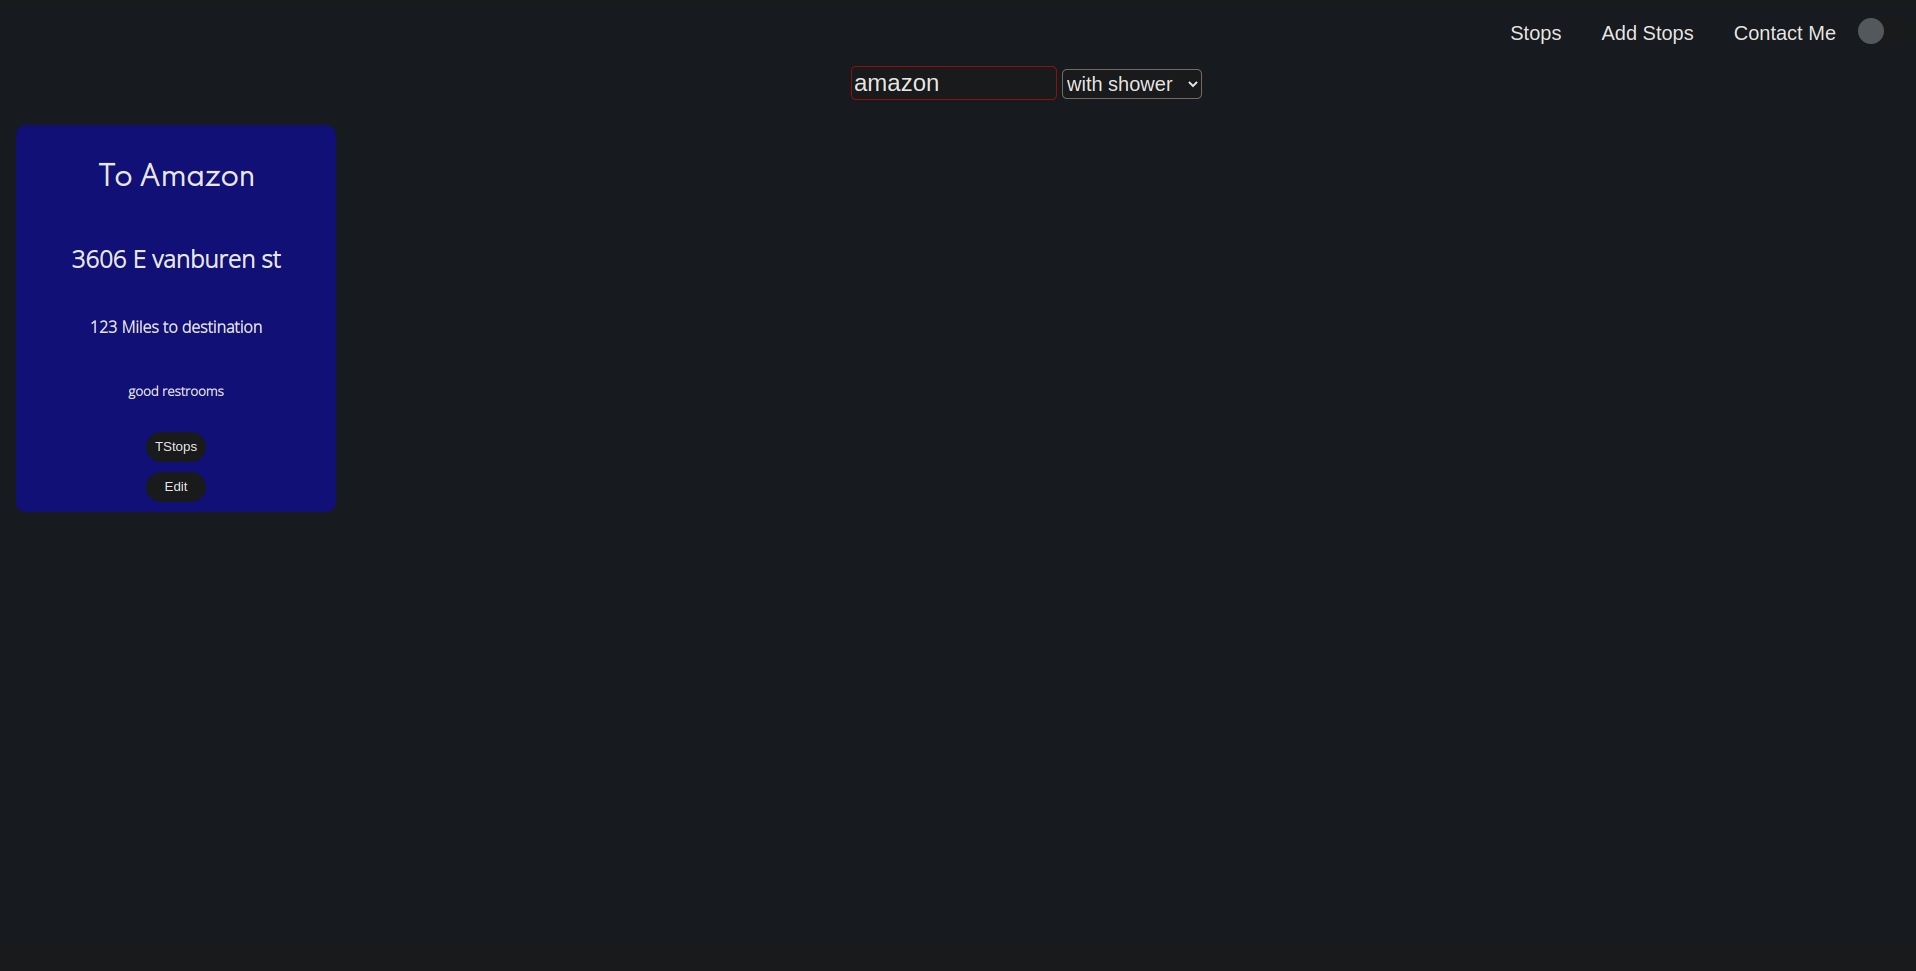 Stops Add Stops Contact Me
amazon with shower
To Amazon
3606 E vanburen st
123 Miles to destination
good restrooms
TStops
Edit